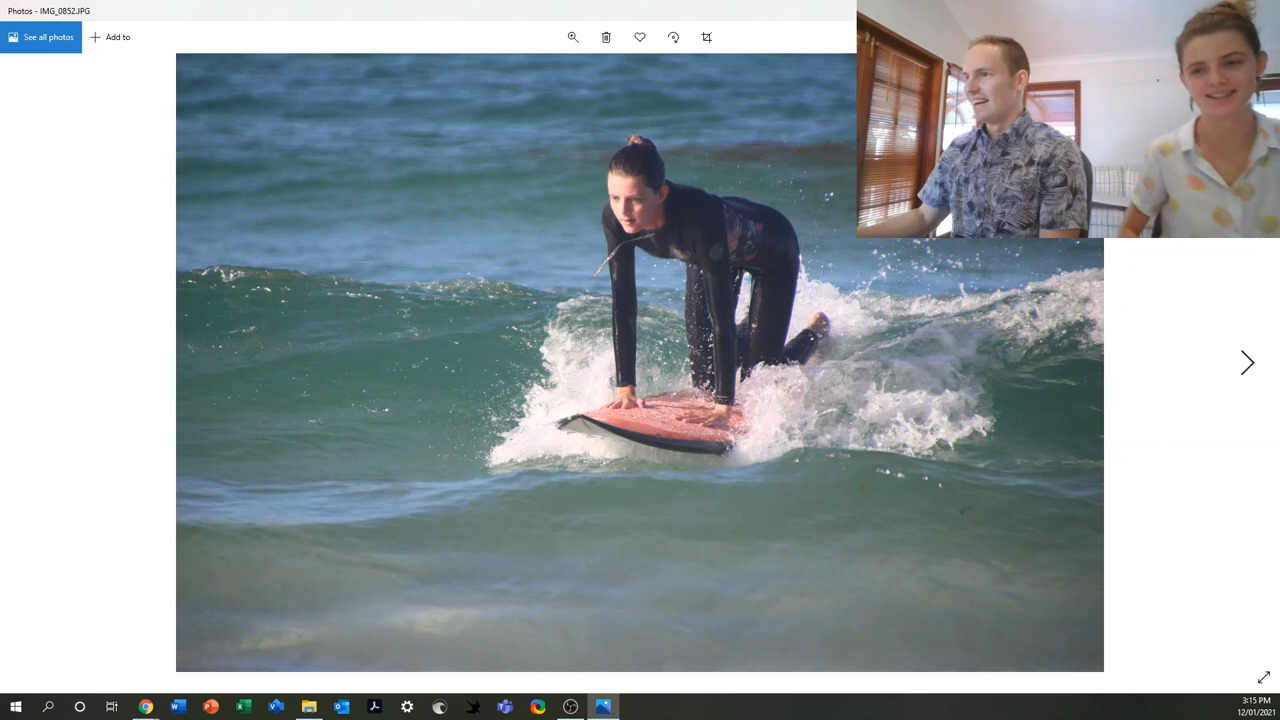 Photos - IMG_0852.JPG
See all photos
Add to
3:15 PM
12/01/2021